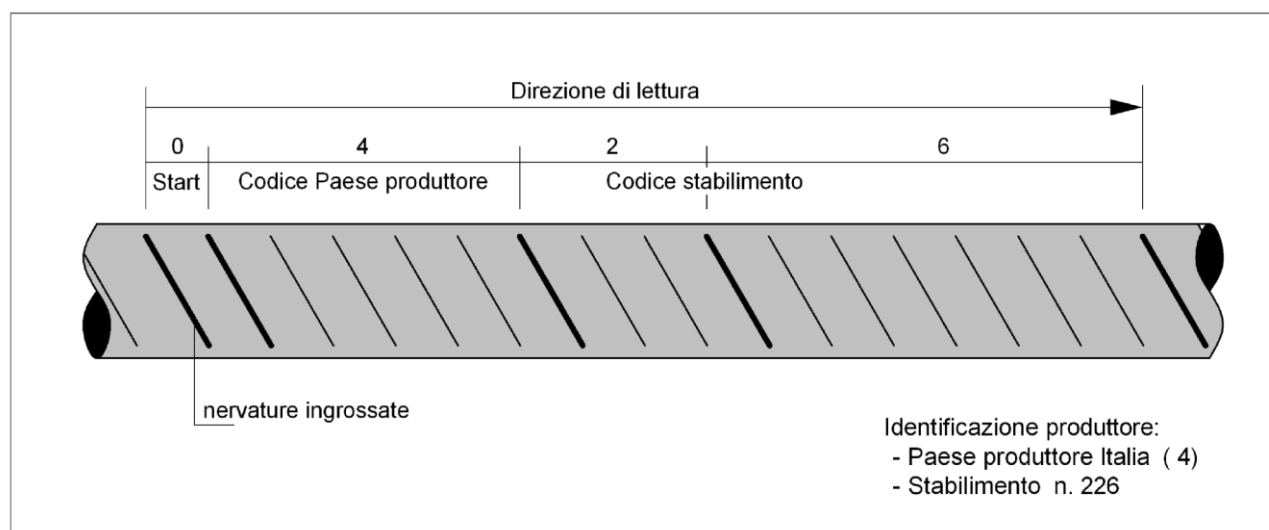 Direzione di lettura
0 4 2 6
Start Codice Paese produttore Codice stabilimento
nervature ingrossate
Identificazione produttore:
- Paese produttore Italia ( 4)
- Stabilimento n. 226